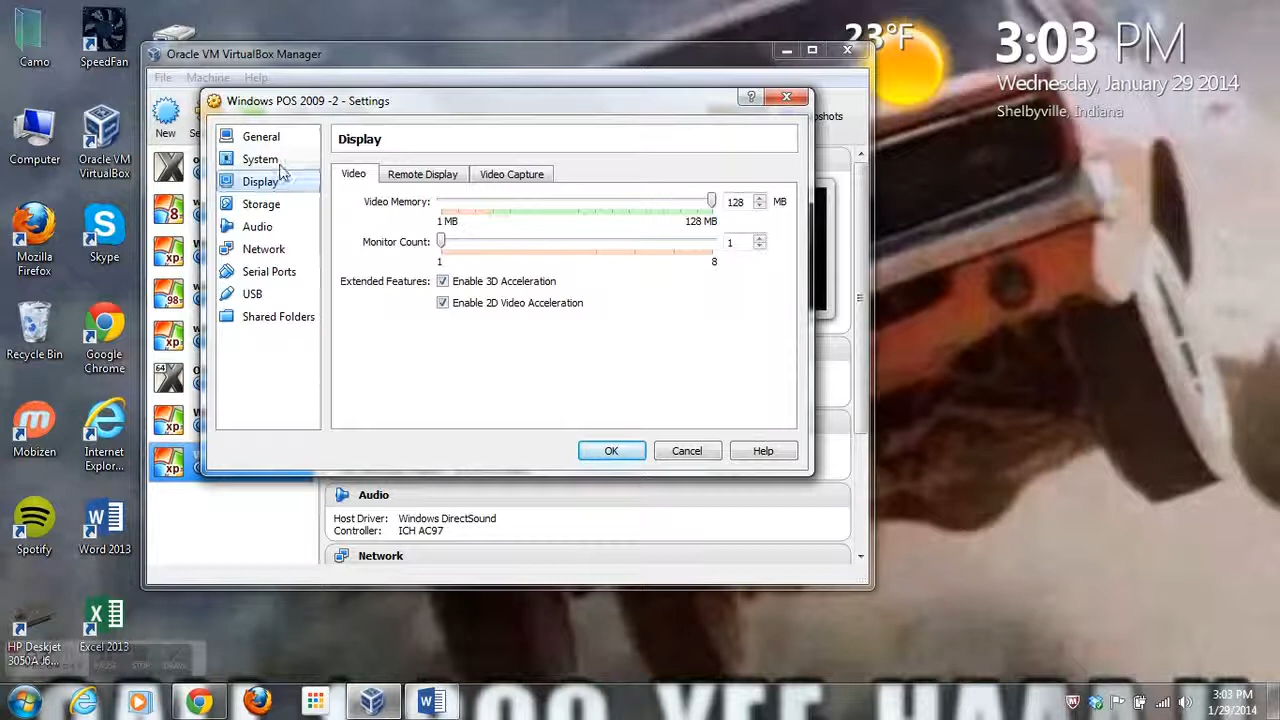 Camo
SpeedFan
Computer
Oracle VM
VirtualBox
Mozilla
Firefox
Skype
Recycle Bin
Google
Chrome
Mobizen
Internet
Explor...
Spotify
Word 2013
HP Deskjet
3050A J6...
Excel 2013
PAUSE
STOP
DRAW
23°F
3:03 PM
Wednesday, January 29 2014
Shelbyville, Indiana
Oracle VM VirtualBox Manager
File Machine Help
New
Windows POS 2009 -2 - Settings
?
General
System
Display
Storage
Audio
Network
Serial Ports
USB
Shared Folders
Display
Video
Remote Display
Video Capture
Video Memory:
128
MB
1 MB
128 MB
Monitor Count:
1
1
8
Extended Features:
Enable 3D Acceleration
Enable 2D Video Acceleration
OK
Cancel
Help
Audio
Host Driver: Windows DirectSound
Controller: ICH AC97
Network
3:03 PM
1/29/2014